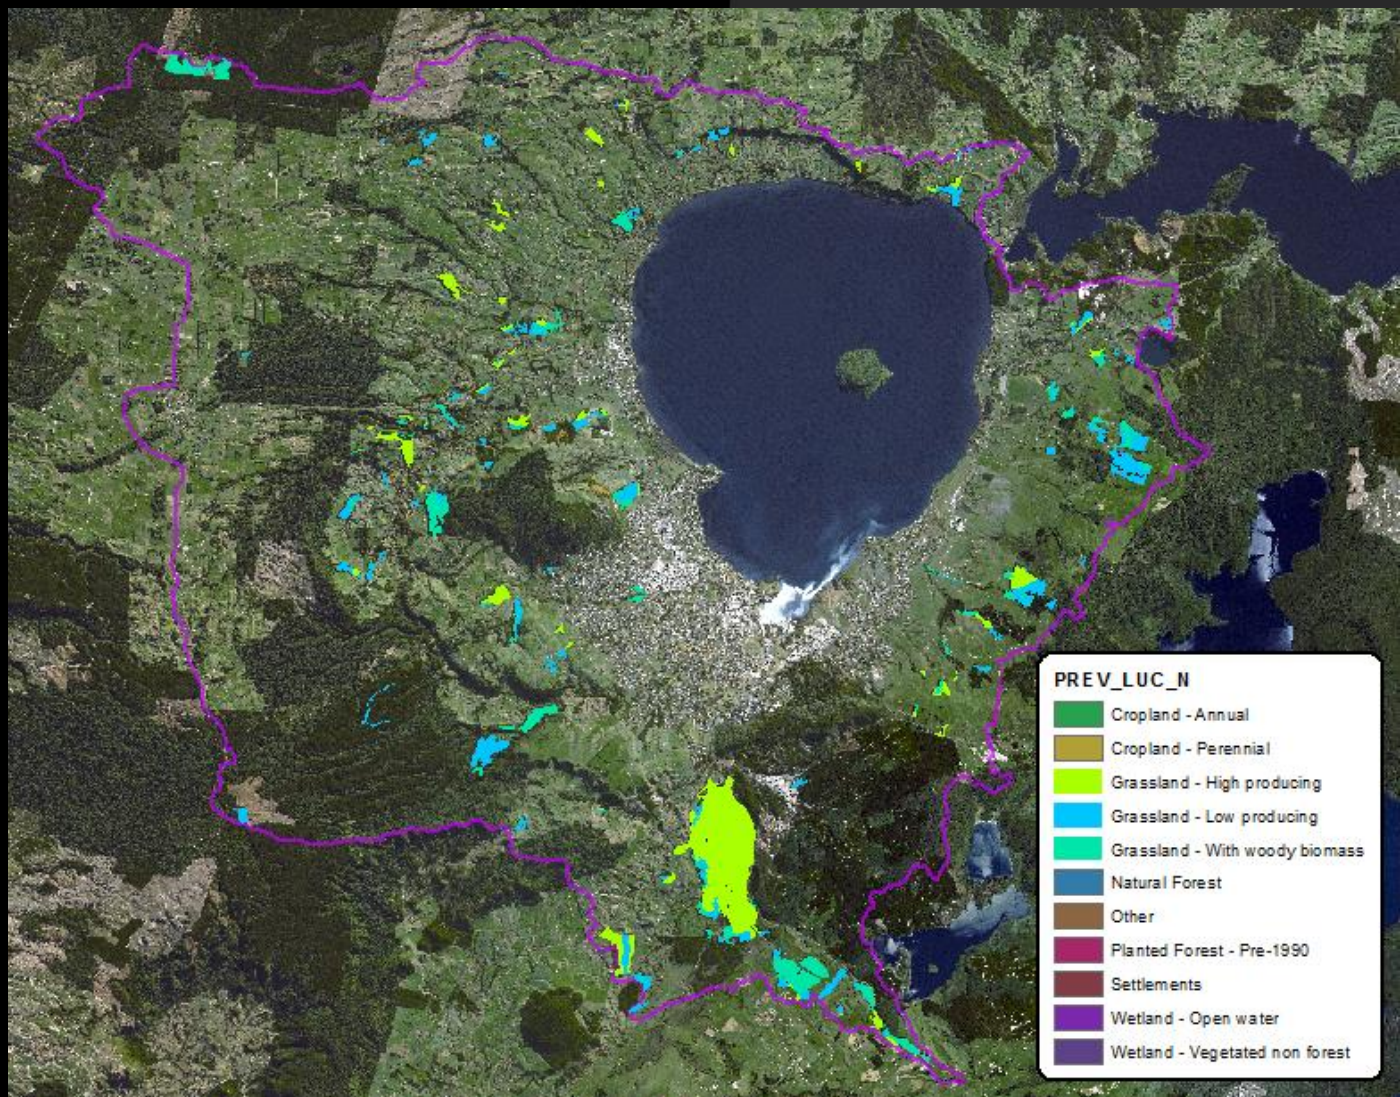 PREV_LUC_N
Cropland - Annual
Cropland - Perennial
Grassland - High producing
Grassland - Low producing
Grassland - With woody biomass
Natural Forest
Other
Planted Forest - Pre-1990
Settlements
Wetland - Open water
Wetland - Vegetated non forest